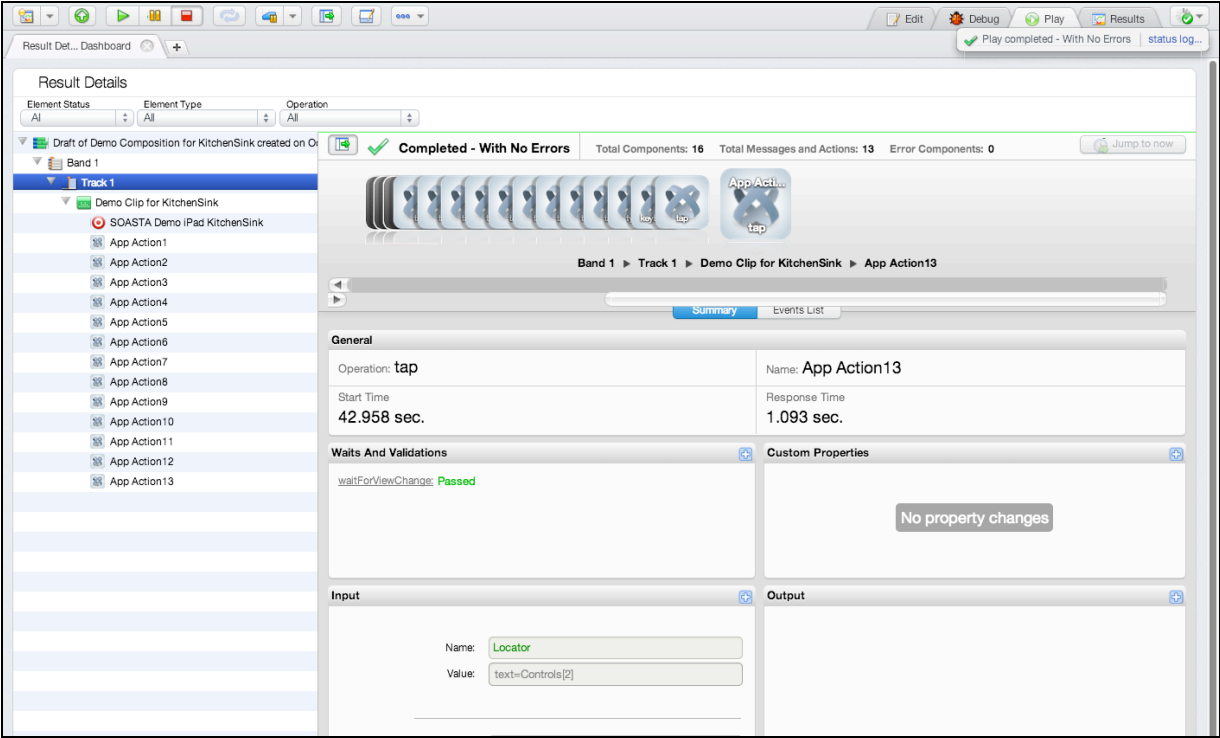 Edit Debug Play Results
Result Det... Dashboard
Play completed - With No Errors status log...
Result Details
Element Status Element Type Operation
Al All All
Draft of Demo Composition for KitchenSink created on O
Band 1
Track 1
Demo Clip for KitchenSink
SOASTA Demo iPad KitchenSink
App Action1
App Action2
App Action3
App Action4
App Action5
App Action6
App Action7
App Action8
App Action9
App Action10
App Action11
App Action12
App Action13
Completed - With No Errors Total Components: 16 Total Messages and Actions: 13 Error Components: 0 Jump to now
App Acti...
tap
tap
Band 1 ▶ Track 1 ▶ Demo Clip for KitchenSink ▶ App Action13
Summary Events List
General
Operation: tap Name: App Action13
Start Time Response Time
42.958 sec. 1.093 sec.
Waits And Validations Custom Properties
waitForViewChange: Passed
No property changes
Input Output
Name: Locator
Value: text=Controls[2]